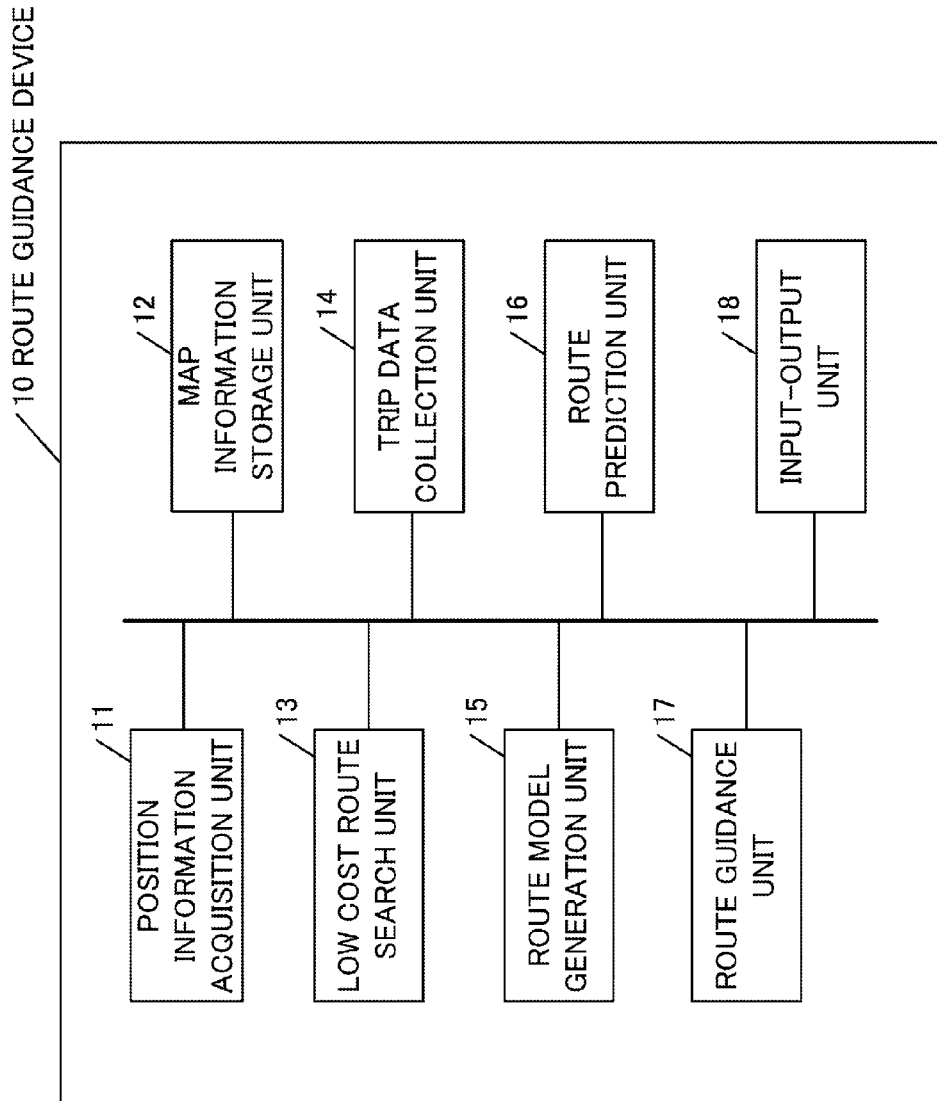 10 ROUTE GUIDANCE DEVICE
11
POSITION
INFORMATION
ACQUISITION UNIT
12
MAP
INFORMATION
STORAGE UNIT
13
LOW COST ROUTE
SEARCH UNIT
14
TRIP DATA
COLLECTION UNIT
15
ROUTE MODEL
GENERATION UNIT
16
ROUTE
PREDICTION UNIT
17
ROUTE GUIDANCE
UNIT
18
INPUT-OUTPUT
UNIT